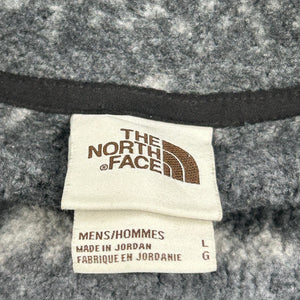 THE
NORTH
®FACE
MENS/HOMMES
MADE IN JORDAN L
FABRIQUE EN JORDANIE G